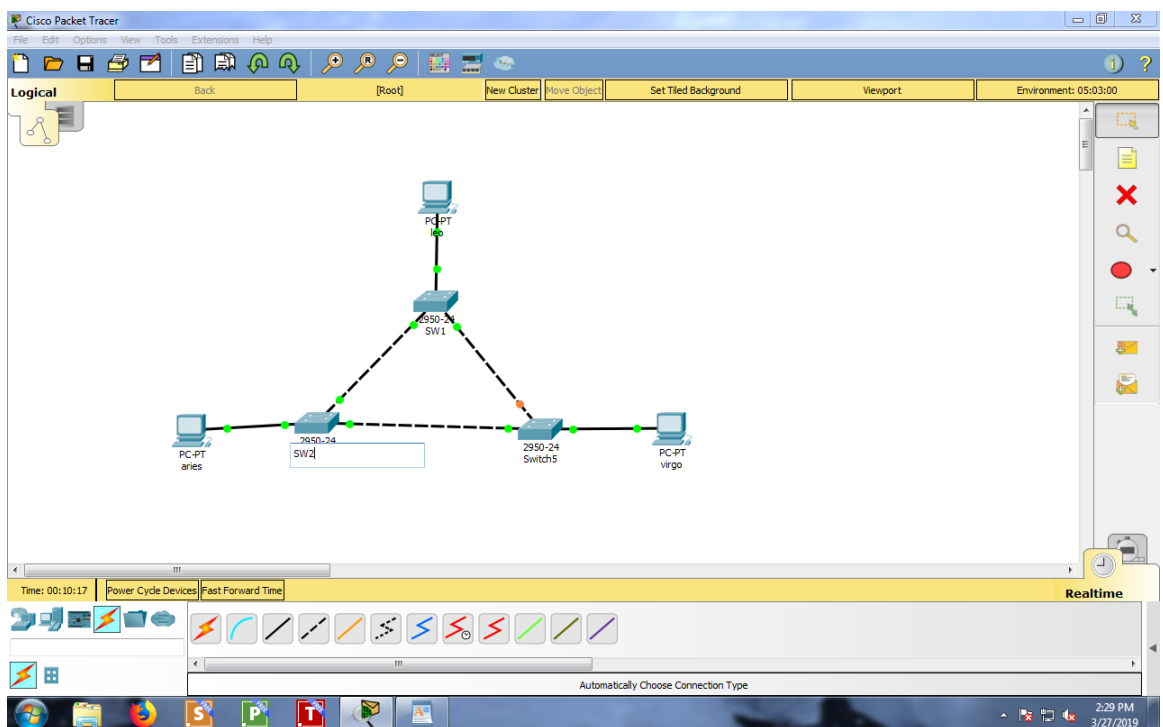 Cisco Packet Tracer
File Edit Options View Tools Extensions Help
Logical Back [Root] New Cluster Move Object Set Tiled Background Viewport Environment: 05:03:00
PC-PT
leo
2950-24
SW1
2950-24
SW2
PC-PT
aries
2950-24
Switch5
PC-PT
virgo
Time: 00:10:17 Power Cycle Devices Fast Forward Time Realtime
Automatically Choose Connection Type
2:29 PM
3/27/2019